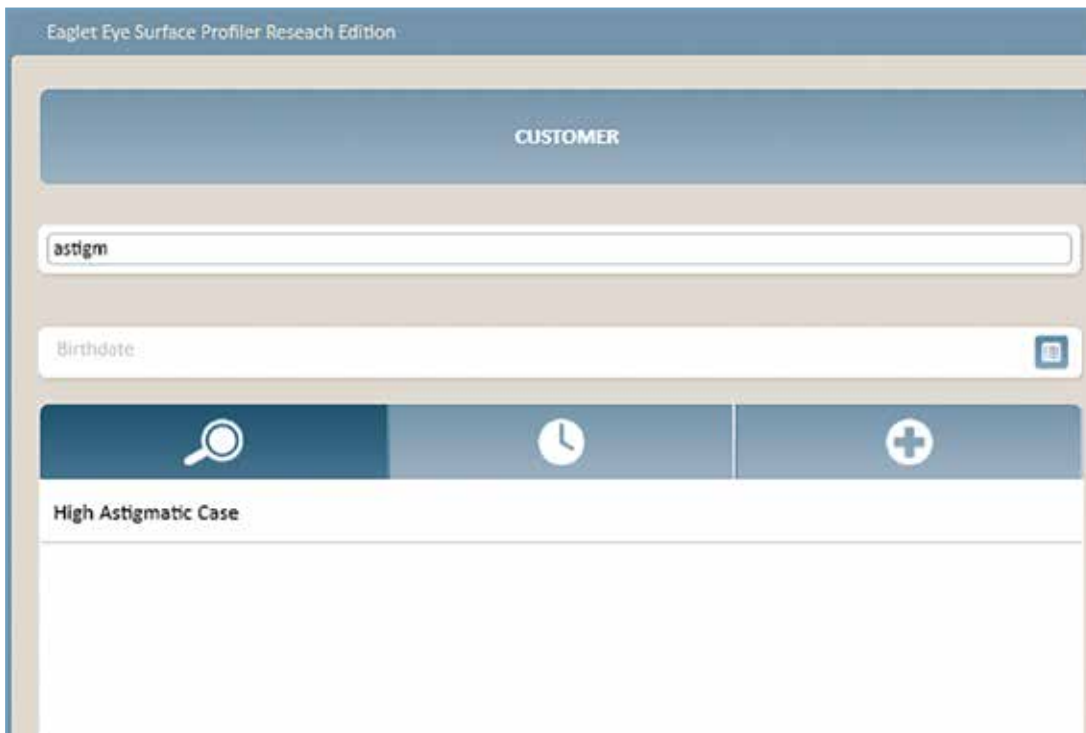 Eaglet Eye Surface Profiler Reseach Edition
CUSTOMER
astigm
Birthdate
High Astigmatic Case